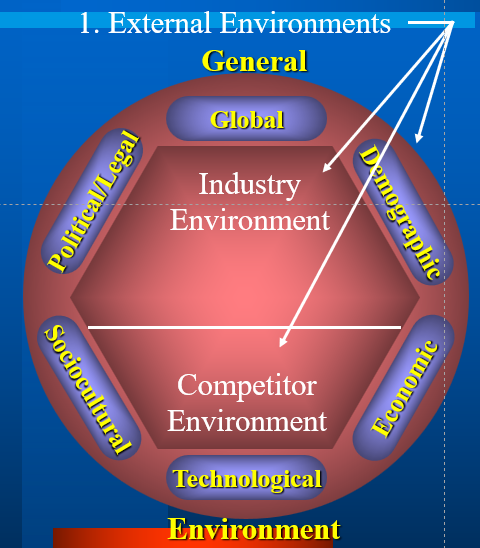 1. External Environments
General
Global
Political/Legal
Demographic
Industry
Environment
Sociocultural
Economic
Competitor
Environment
Technological
Environment